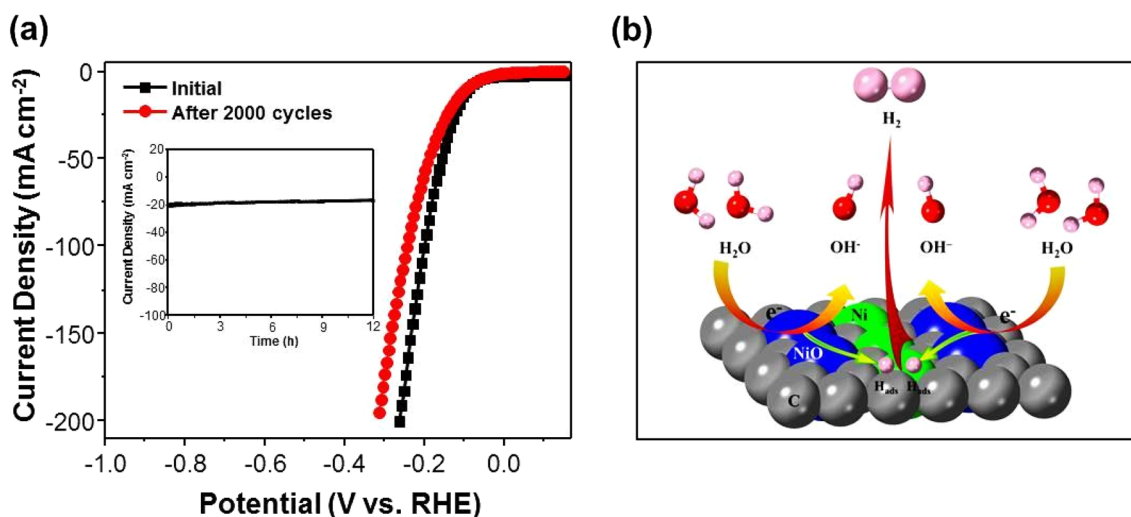 (a)
Current Density (mA cm-2)
0
-50
-100
-150
-200
Initial
After 2000 cycles
Current Density (mA cm-2)
20
0
-20
-40
-60
-80
-100
0 3 6 9 12
Time (h)
-1.0 -0.8 -0.6 -0.4 -0.2 0.0
Potential (V vs. RHE)
(b)
H2
H2O OH- OH− H2O
e- Ni e-
NiO
Hads Hads
C